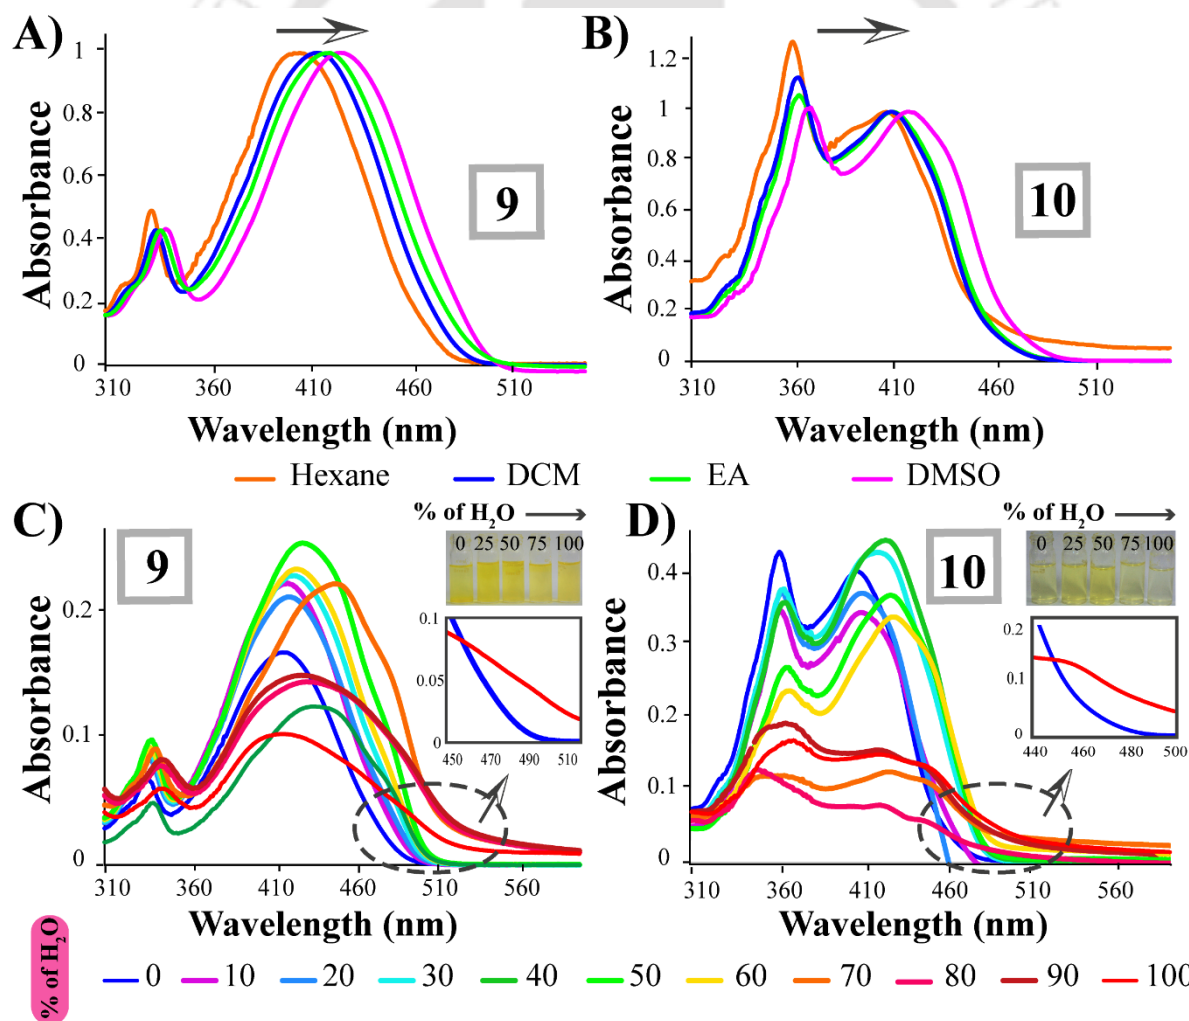 A)
Absorbance
1
0.8
0.6
0.4
0.2
0
310 360 410 460 510
Wavelength (nm)
9
B)
Absorbance
1.2
1
0.8
0.6
0.4
0.2
0
310 360 410 460 510
Wavelength (nm)
10
Hexane DCM EA DMSO
C)
9
% of H₂O
0 25 50 75 100
Absorbance
0.2
0.1
0
310 360 410 460 510 560
Wavelength (nm)
0.1
0.05
0
450 470 490 510
D)
10
% of H₂O
0 25 50 75 100
Absorbance
0.4
0.3
0.2
0.1
0
310 360 410 460 510 560
Wavelength (nm)
0.2
0.1
0
440 460 480 500
% of H₂O
0 10 20 30 40 50 60 70 80 90 100